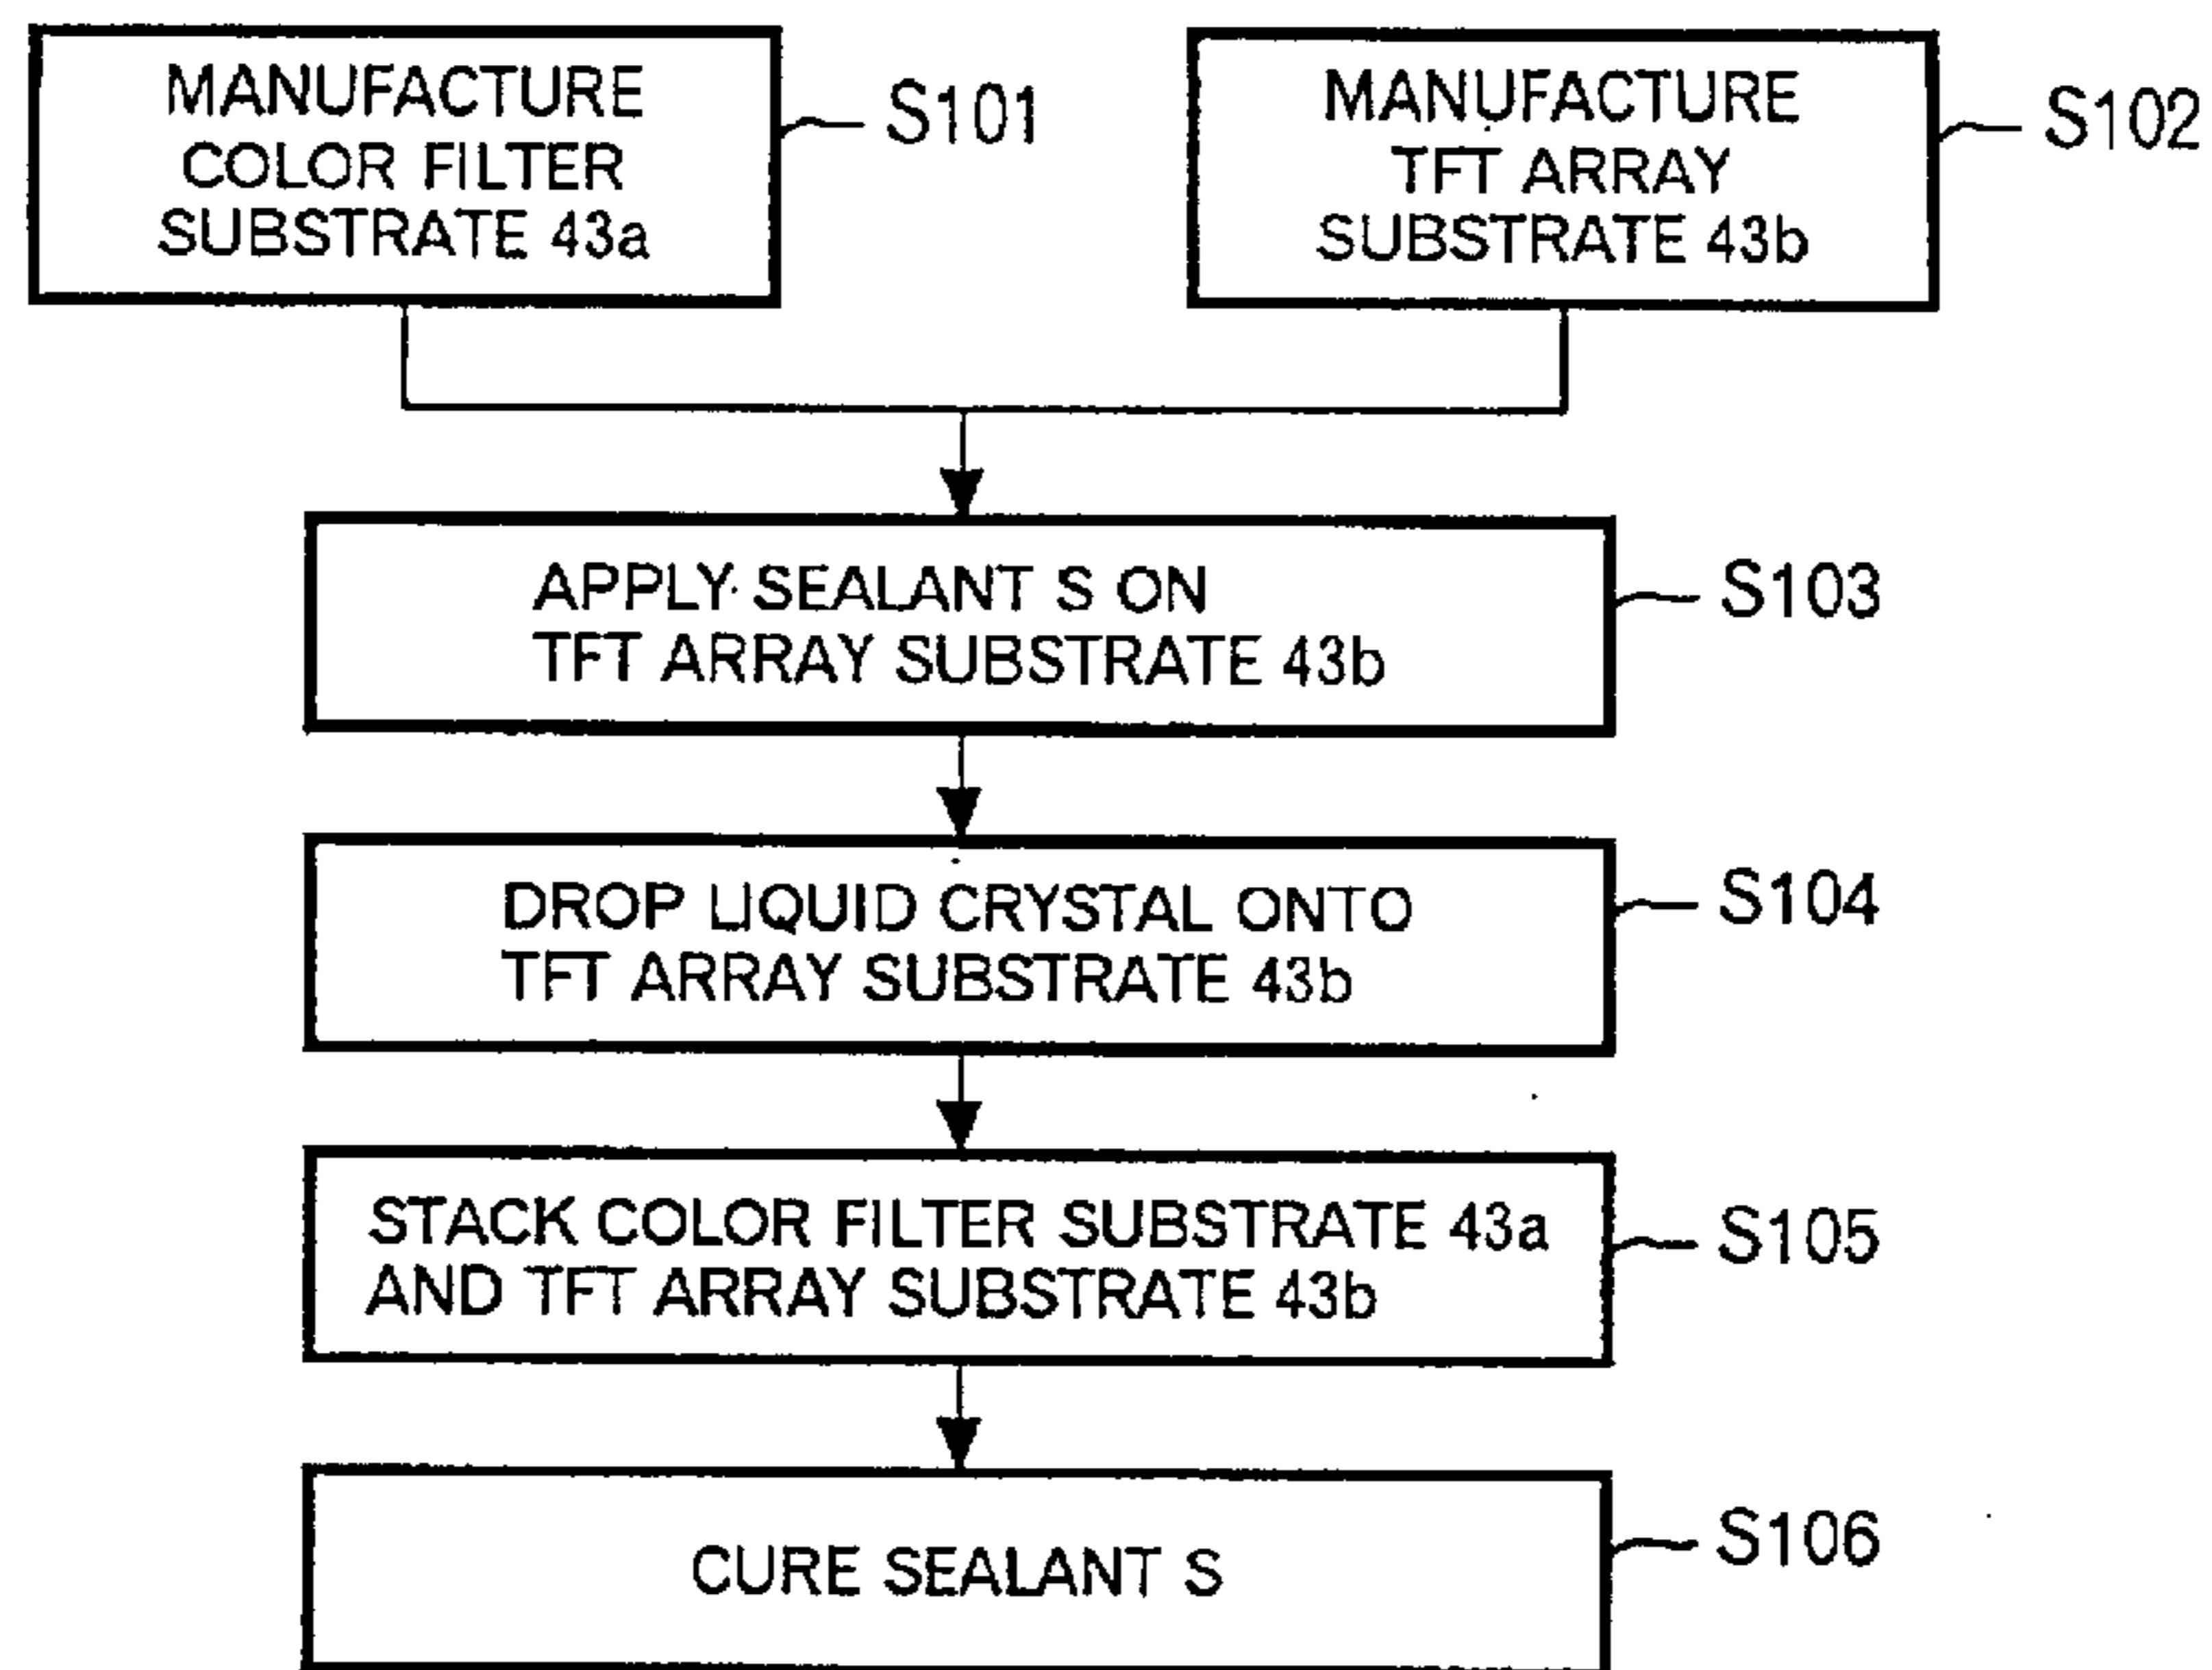 MANUFACTURE
COLOR FILTER
SUBSTRATE 43a
S101
MANUFACTURE
TFT ARRAY
SUBSTRATE 43b
S102
APPLY SEALANT S ON
TFT ARRAY SUBSTRATE 43b
S103
DROP LIQUID CRYSTAL ONTO
TFT ARRAY SUBSTRATE 43b
S104
STACK COLOR FILTER SUBSTRATE 43a
AND TFT ARRAY SUBSTRATE 43b
S105
CURE SEALANT S
S106